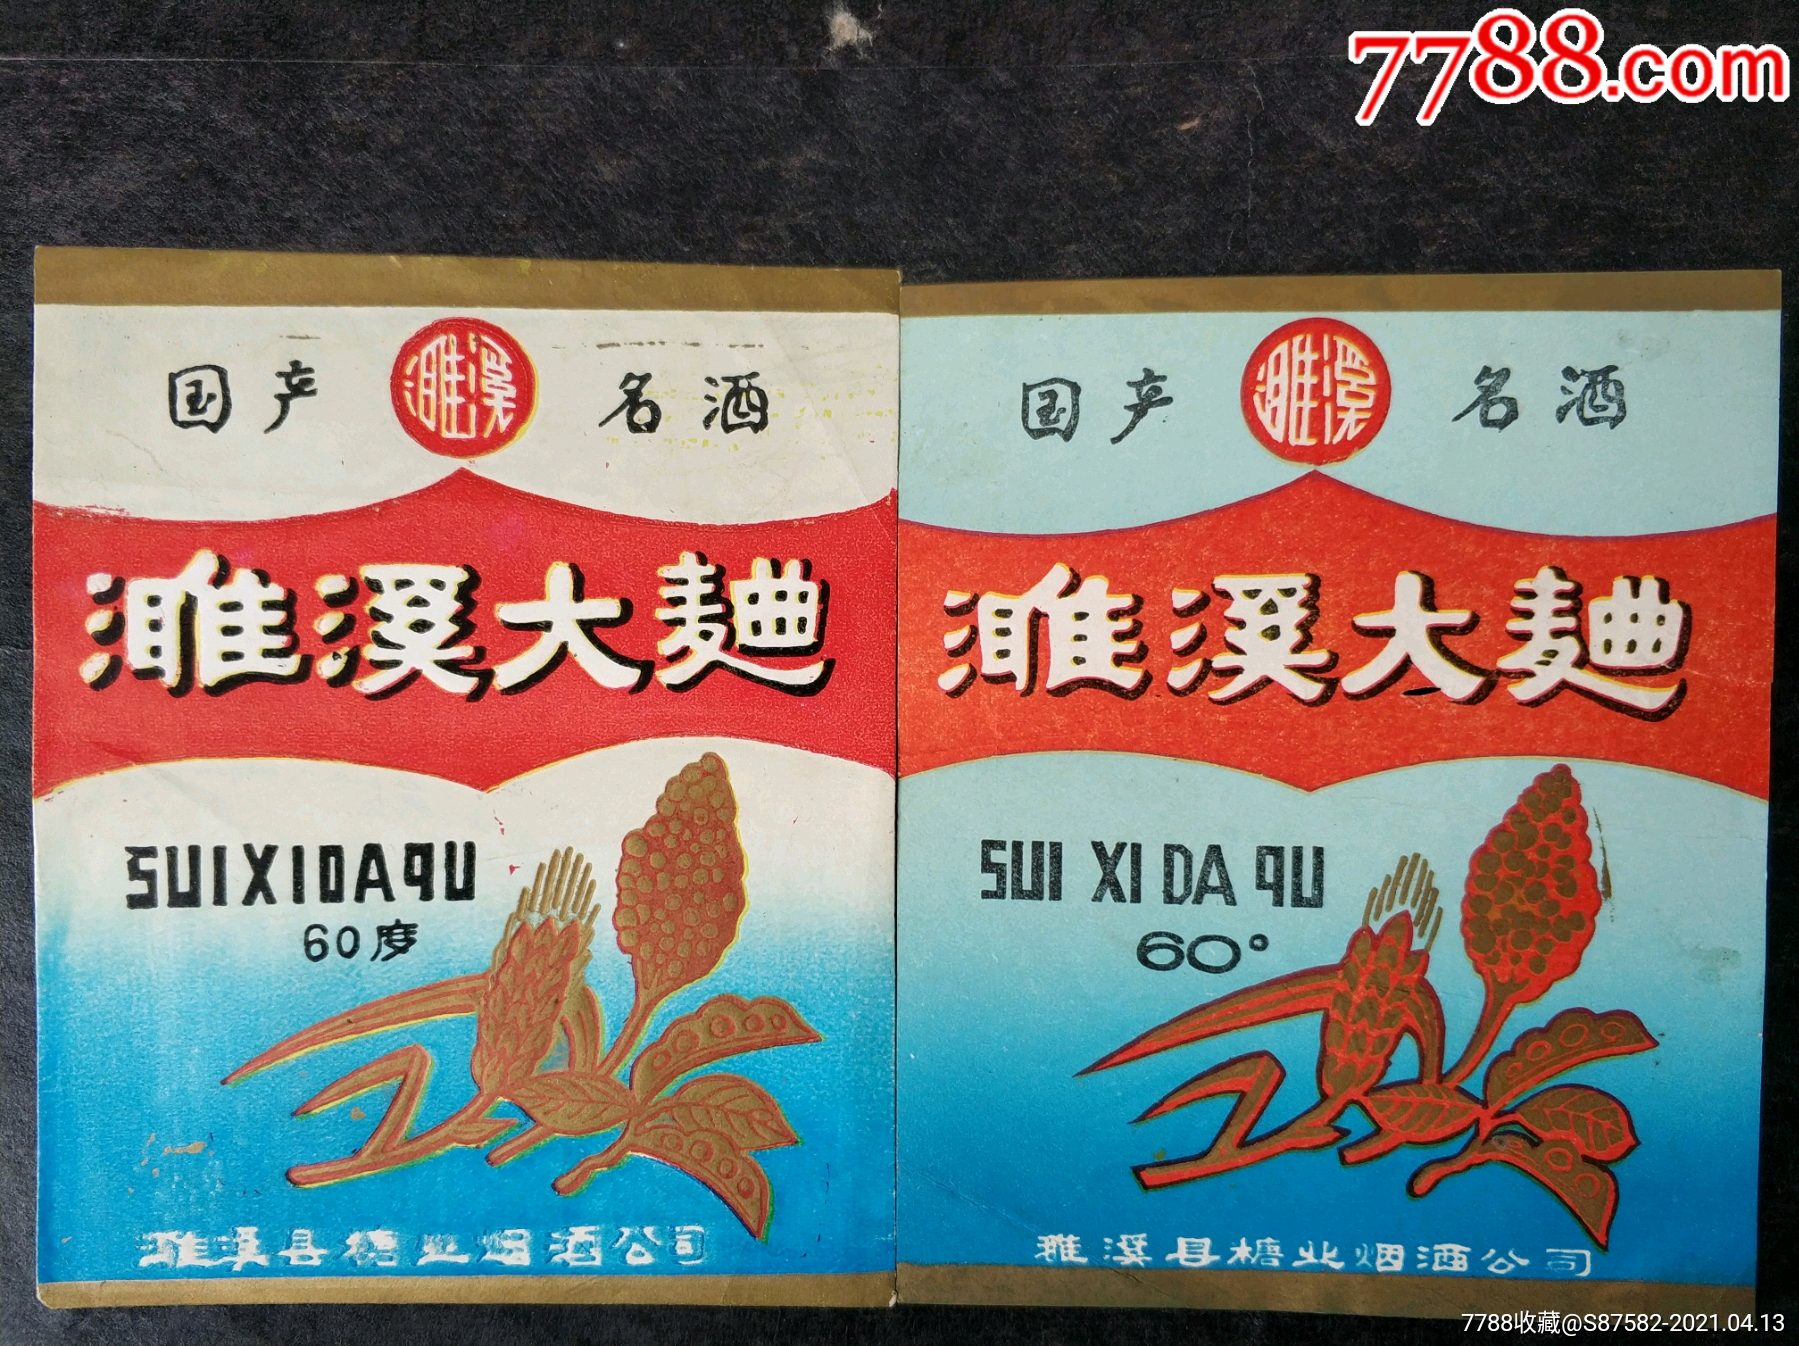 7788.com
国产
濉溪
名酒
濉溪大麯
SUIXIDAqU
60度
濉溪县糖业烟酒公司
国产
濉溪
名酒
濉溪大麯
SUI XI DA qU
60°
濉溪县糖业烟酒公司
7788收藏@S87582-2021.04.13